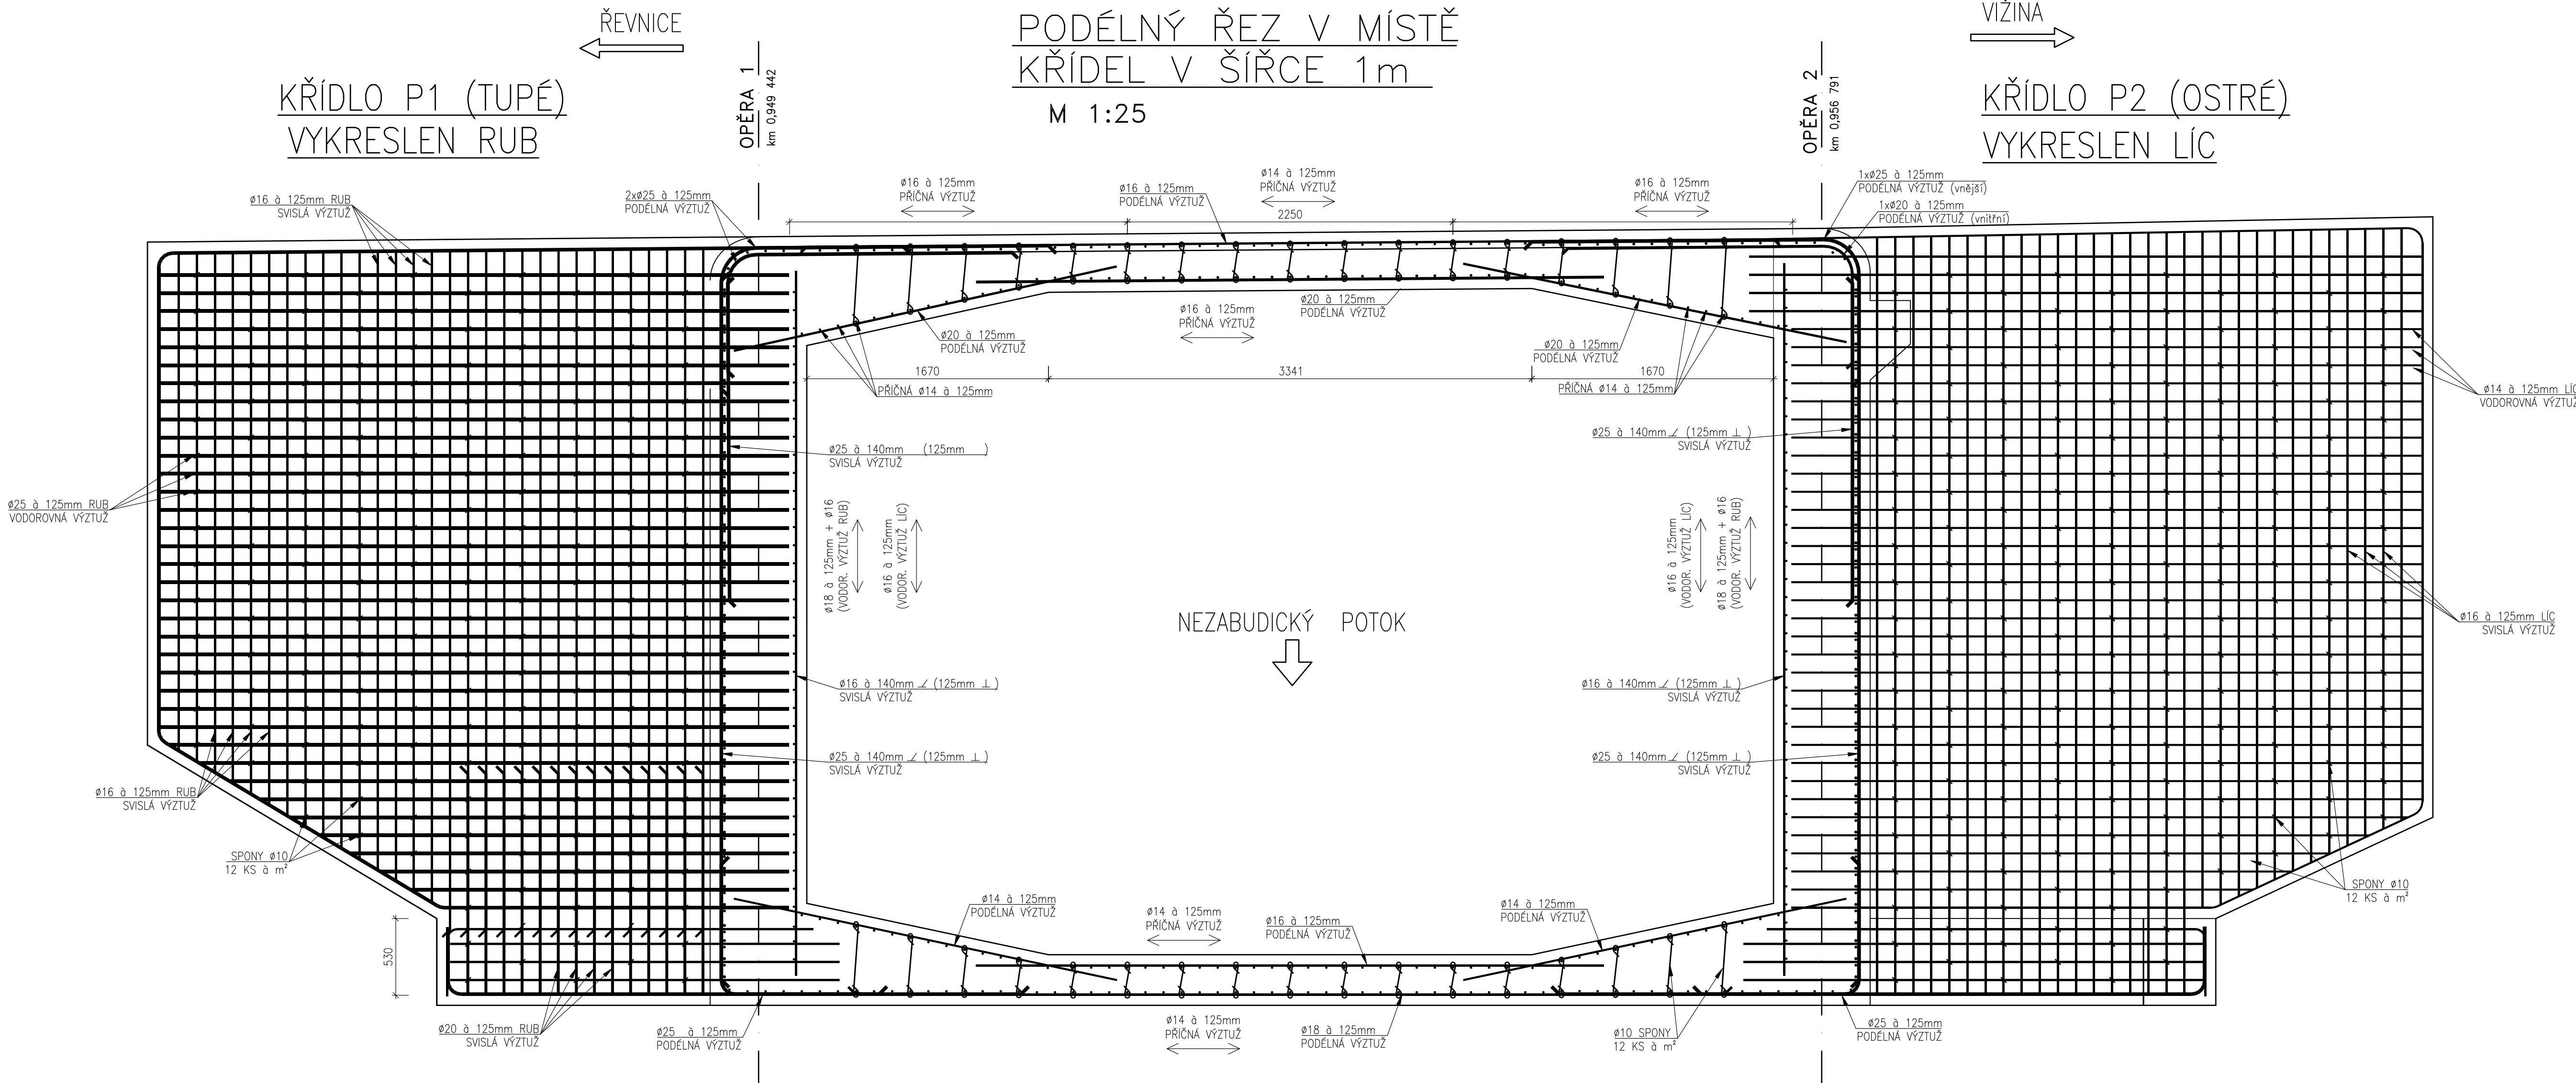 ŘEVNICE
PODÉLNÝ ŘEZ V MÍSTĚ
KŘÍDEL V ŠÍŘCE 1m
M 1:25
VIŽINA
KŘÍDLO P1 (TUPÉ)
VYKRESLEN RUB
OPĚRA 1
km 0,949 442
OPĚRA 2
km 0,956 791
KŘÍDLO P2 (OSTRÉ)
VYKRESLEN LÍC
ø16 à 125mm RUB
SVISLÁ VÝZTUŽ
2xø25 à 125mm
PODÉLNÁ VÝZTUŽ
ø16 à 125mm
PŘÍČNÁ VÝZTUŽ
ø16 à 125mm
PODÉLNÁ VÝZTUŽ
ø14 à 125mm
PŘÍČNÁ VÝZTUŽ
2250
ø16 à 125mm
PŘÍČNÁ VÝZTUŽ
1xø25 à 125mm
PODÉLNÁ VÝZTUŽ (vnější)
1xø20 à 125mm
PODÉLNÁ VÝZTUŽ (vnitřní)
ø20 à 125mm
PODÉLNÁ VÝZTUŽ
ø16 à 125mm
PŘÍČNÁ VÝZTUŽ
ø20 à 125mm
PODÉLNÁ VÝZTUŽ
ø20 à 125mm
PODÉLNÁ VÝZTUŽ
1670
3341
1670
PŘÍČNÁ ø14 à 125mm
PŘÍČNÁ ø14 à 125mm
ø14 à 125mm LÍC
VODOROVNÁ VÝZTUŽ
ø25 à 140mm (125mm )
SVISLÁ VÝZTUŽ
ø25 à 140mm ∠ (125mm ⊥ )
SVISLÁ VÝZTUŽ
ø25 à 125mm RUB
VODOROVNÁ VÝZTUŽ
ø18 à 125mm + ø16
(VODOR. VÝZTUŽ RUB)
ø16 à 125mm
(VODOR. VÝZTUŽ LÍC)
ø16 à 125mm
(VODOR. VÝZTUŽ LÍC)
ø18 à 125mm + ø16
(VODOR. VÝZTUŽ RUB)
NEZABUDICKÝ POTOK
ø16 à 125mm LÍC
SVISLÁ VÝZTUŽ
ø16 à 140mm ∠ (125mm ⊥ )
SVISLÁ VÝZTUŽ
ø16 à 140mm ∠ (125mm ⊥ )
SVISLÁ VÝZTUŽ
ø25 à 140mm ∠ (125mm ⊥ )
SVISLÁ VÝZTUŽ
ø25 à 140mm ∠ (125mm ⊥ )
SVISLÁ VÝZTUŽ
ø16 à 125mm RUB
SVISLÁ VÝZTUŽ
SPONY ø10
12 KS à m²
SPONY ø10
12 KS à m²
ø14 à 125mm
PODÉLNÁ VÝZTUŽ
ø14 à 125mm
PŘÍČNÁ VÝZTUŽ
ø16 à 125mm
PODÉLNÁ VÝZTUŽ
ø14 à 125mm
PODÉLNÁ VÝZTUŽ
530
ø20 à 125mm RUB
SVISLÁ VÝZTUŽ
ø25 à 125mm
PODÉLNÁ VÝZTUŽ
ø14 à 125mm
PŘÍČNÁ VÝZTUŽ
ø18 à 125mm
PODÉLNÁ VÝZTUŽ
ø10 SPONY
12 KS à m²
ø25 à 125mm
PODÉLNÁ VÝZTUŽ